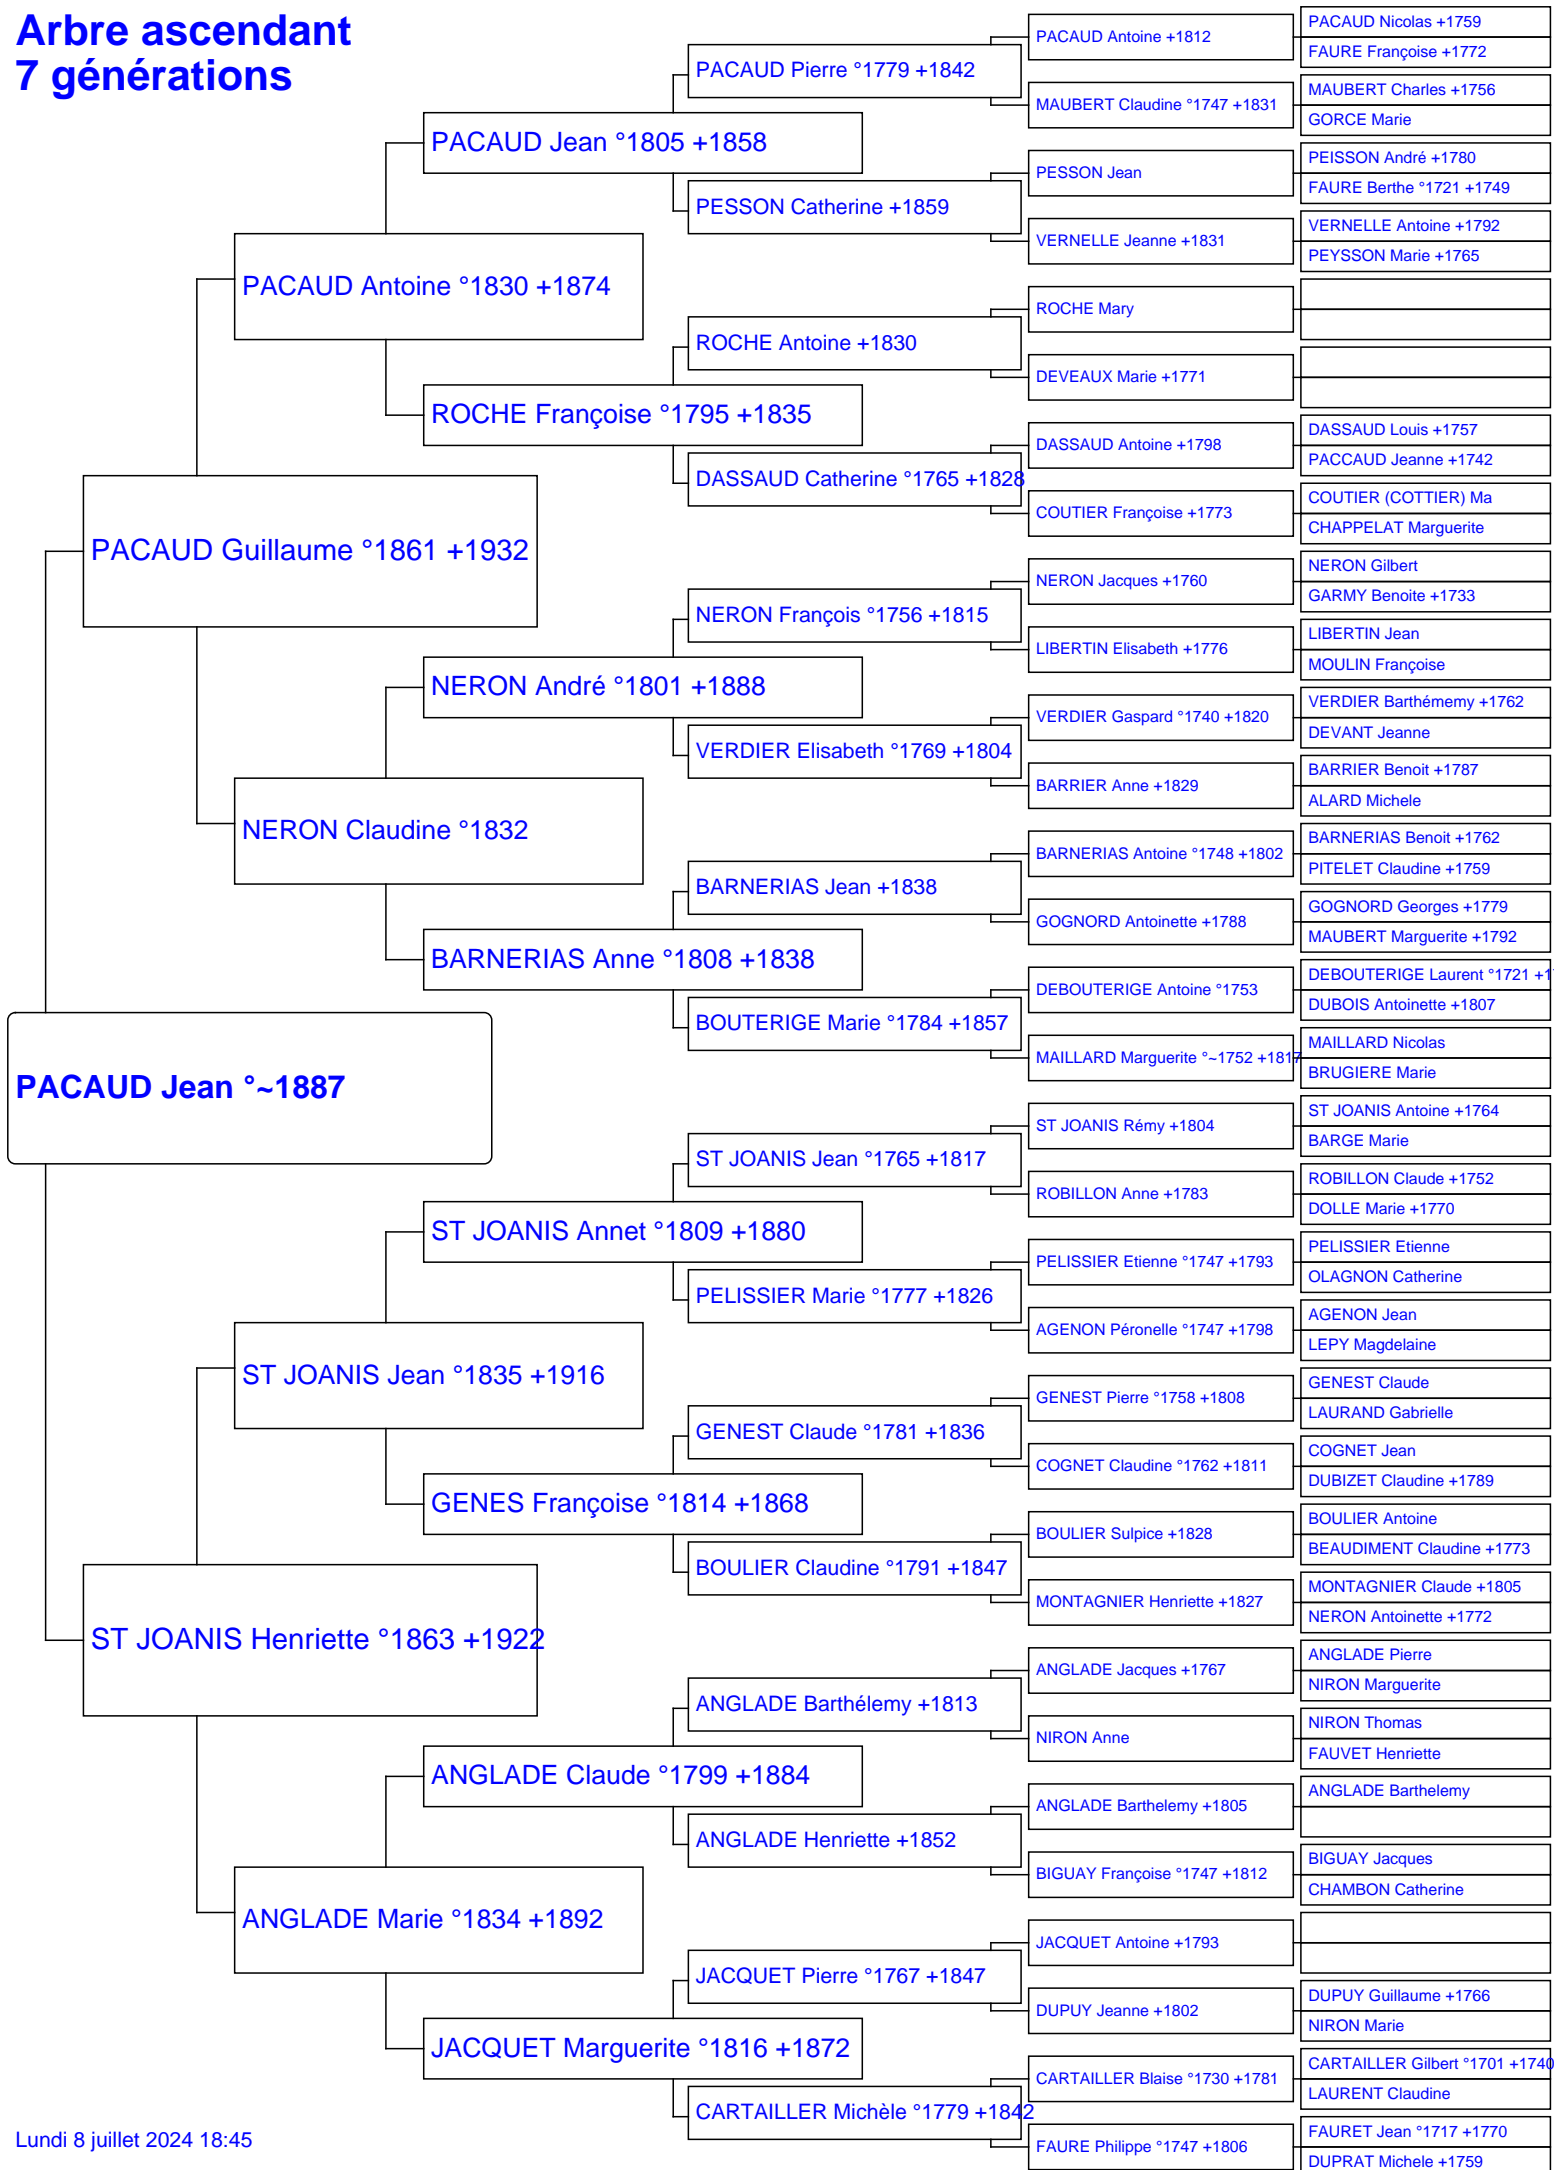 Arbre ascendant
7 générations
PACAUD Jean °~1887
PACAUD Guillaume °1861 +1932
ST JOANIS Henriette °1863 +1922
PACAUD Antoine °1830 +1874
NERON Claudine °1832
ST JOANIS Jean °1835 +1916
ANGLADE Marie °1834 +1892
PACAUD Jean °1805 +1858
ROCHE Françoise °1795 +1835
NERON André °1801 +1888
BARNERIAS Anne °1808 +1838
ST JOANIS Annet °1809 +1880
GENES Françoise °1814 +1868
ANGLADE Claude °1799 +1884
JACQUET Marguerite °1816 +1872
PACAUD Pierre °1779 +1842
PESSON Catherine +1859
ROCHE Antoine +1830
DASSAUD Catherine °1765 +1828
NERON François °1756 +1815
VERDIER Elisabeth °1769 +1804
BARNERIAS Jean +1838
BOUTERIGE Marie °1784 +1857
ST JOANIS Jean °1765 +1817
PELISSIER Marie °1777 +1826
GENEST Claude °1781 +1836
BOULIER Claudine °1791 +1847
ANGLADE Barthélemy +1813
ANGLADE Henriette +1852
JACQUET Pierre °1767 +1847
CARTAILLER Michèle °1779 +1842
PACAUD Antoine +1812
MAUBERT Claudine °1747 +1831
PESSON Jean
VERNELLE Jeanne +1831
ROCHE Mary
DEVEAUX Marie +1771
DASSAUD Antoine +1798
COUTIER Françoise +1773
NERON Jacques +1760
LIBERTIN Elisabeth +1776
VERDIER Gaspard °1740 +1820
BARRIER Anne +1829
BARNERIAS Antoine °1748 +1802
GOGNORD Antoinette +1788
DEBOUTERIGE Antoine °1753
MAILLARD Marguerite °~1752 +1817
ST JOANIS Rémy +1804
ROBILLON Anne +1783
PELISSIER Etienne °1747 +1793
AGENON Péronelle °1747 +1798
GENEST Pierre °1758 +1808
COGNET Claudine °1762 +1811
BOULIER Sulpice +1828
MONTAGNIER Henriette +1827
ANGLADE Jacques +1767
NIRON Anne
ANGLADE Barthelemy +1805
BIGUAY Françoise °1747 +1812
JACQUET Antoine +1793
DUPUY Jeanne +1802
CARTAILLER Blaise °1730 +1781
FAURE Philippe °1747 +1806
PACAUD Nicolas +1759
FAURE Françoise +1772
MAUBERT Charles +1756
GORCE Marie
PEISSON André +1780
FAURE Berthe °1721 +1749
VERNELLE Antoine +1792
PEYSSON Marie +1765
DASSAUD Louis +1757
PACCAUD Jeanne +1742
COUTIER (COTTIER) Ma
CHAPPELAT Marguerite
NERON Gilbert
GARMY Benoite +1733
LIBERTIN Jean
MOULIN Françoise
VERDIER Barthémemy +1762
DEVANT Jeanne
BARRIER Benoit +1787
ALARD Michele
BARNERIAS Benoit +1762
PITELET Claudine +1759
GOGNORD Georges +1779
MAUBERT Marguerite +1792
DEBOUTERIGE Laurent °1721
DUBOIS Antoinette +1807
MAILLARD Nicolas
BRUGIERE Marie
ST JOANIS Antoine +1764
BARGE Marie
ROBILLON Claude +1752
DOLLE Marie +1770
PELISSIER Etienne
OLAGNON Catherine
AGENON Jean
LEPY Magdelaine
GENEST Claude
LAURAND Gabrielle
COGNET Jean
DUBIZET Claudine +1789
BOULIER Antoine
BEAUDIMENT Claudine +1773
MONTAGNIER Claude +1805
NERON Antoinette +1772
ANGLADE Pierre
NIRON Marguerite
NIRON Thomas
FAUVET Henriette
ANGLADE Barthelemy
BIGUAY Jacques
CHAMBON Catherine
DUPUY Guillaume +1766
NIRON Marie
CARTAILLER Gilbert °1701 +1740
LAURENT Claudine
FAURET Jean °1717 +1770
DUPRAT Michele +1759
Lundi 8 juillet 2024 18:45